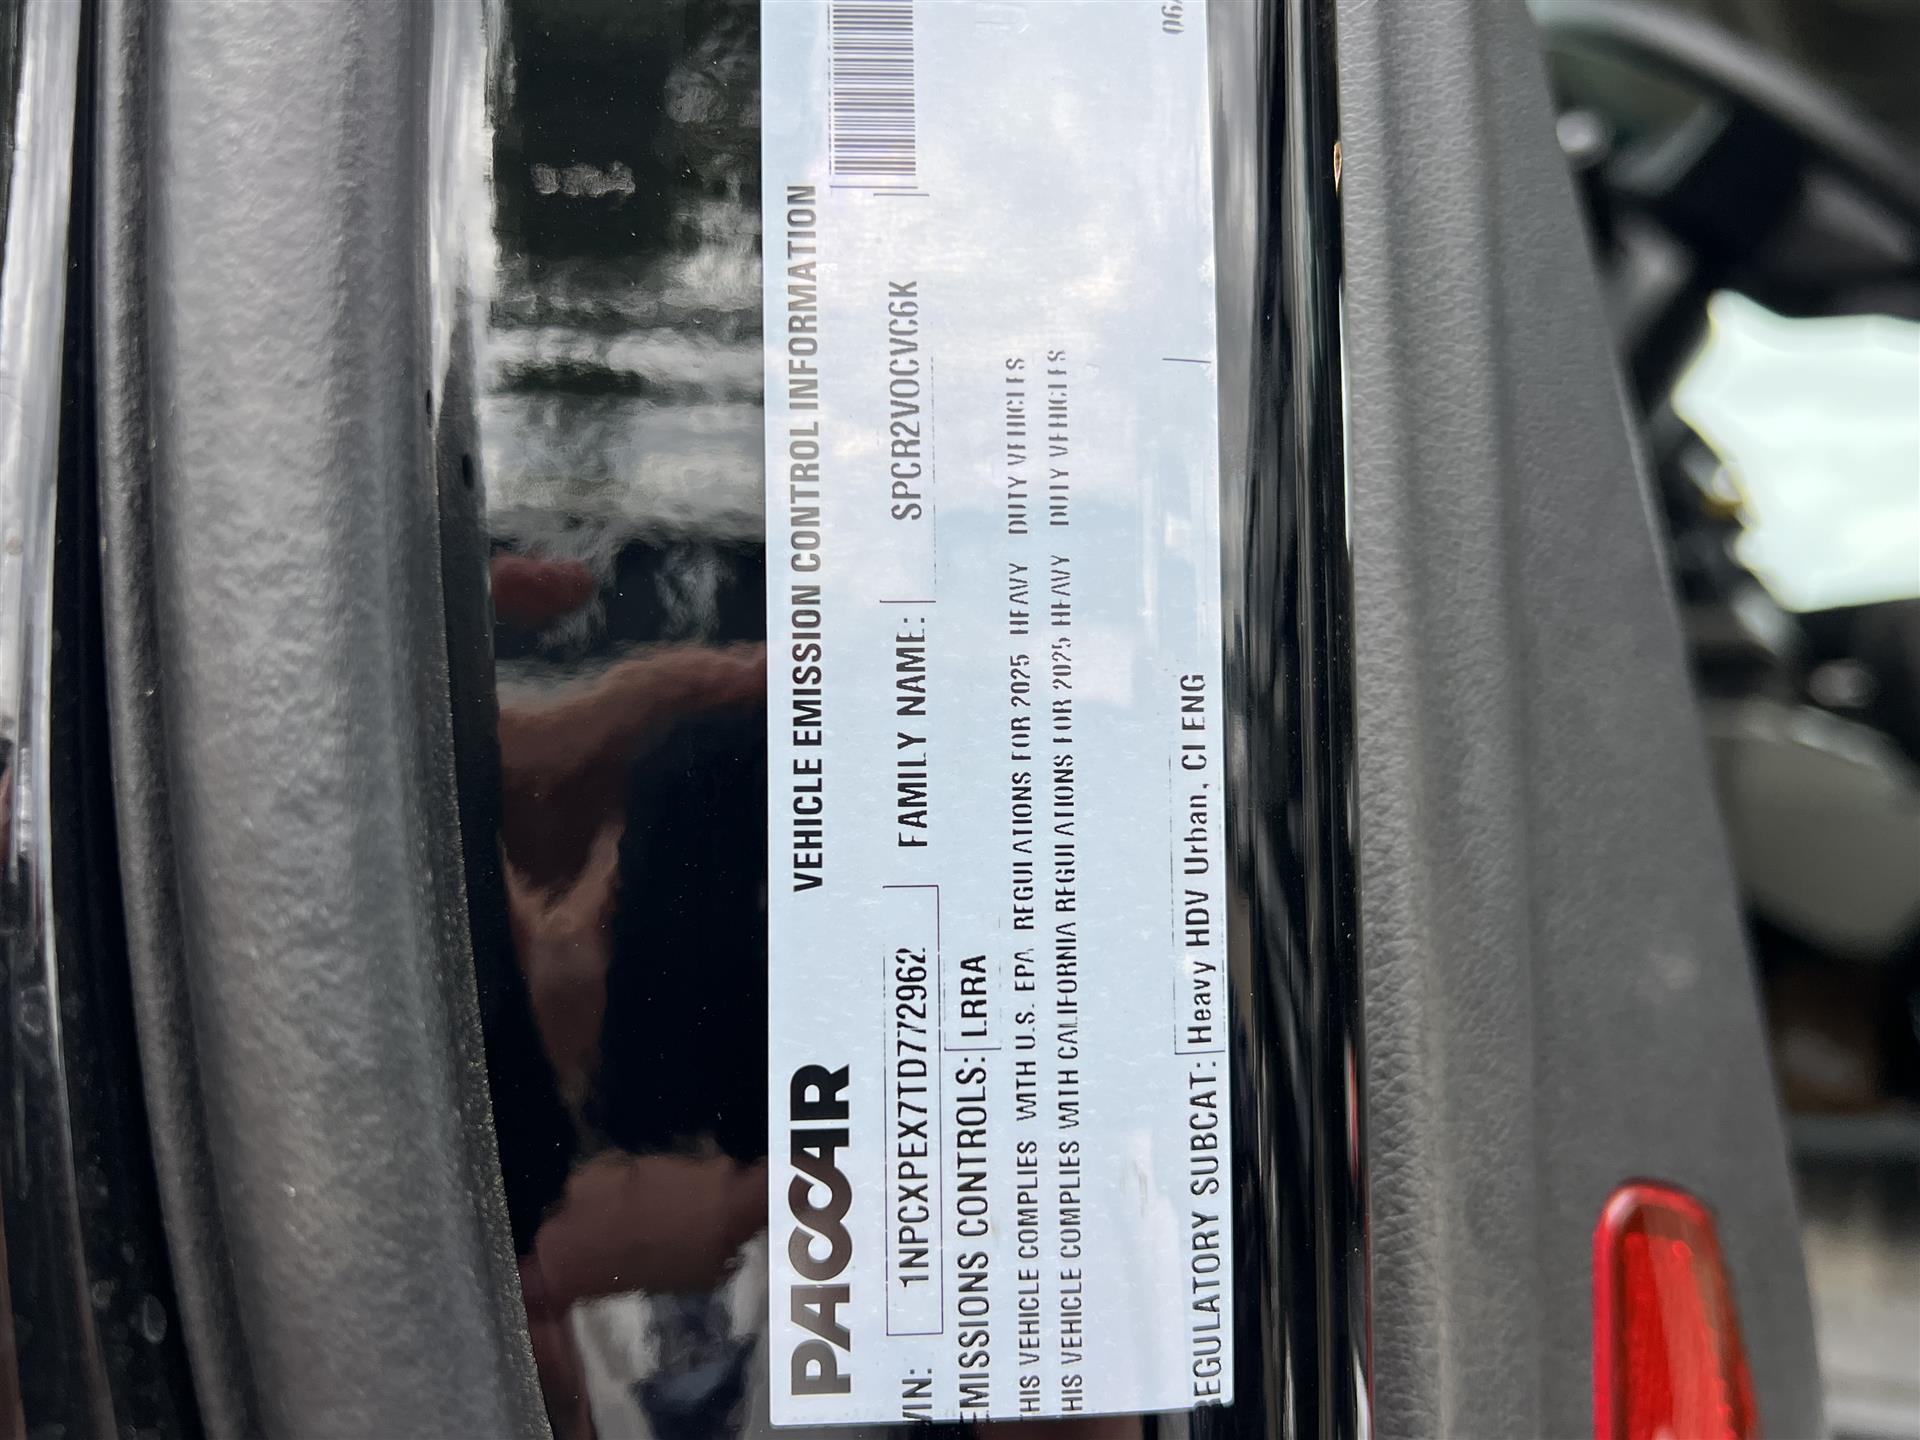 PACCAR
VEHICLE EMISSION CONTROL INFORMATION
VIN: 1NPCXPEX7TD772962 FAMILY NAME: SPCR2VOCVC6K
EMISSIONS CONTROLS: LRRA
THIS VEHICLE COMPLIES WITH U.S. EPA REGULATIONS FOR 2025 HEAVY DUTY VEHICLES
THIS VEHICLE COMPLIES WITH CALIFORNIA REGULATIONS FOR 2025 HEAVY DUTY VEHICLES
REGULATORY SUBCAT: Heavy HDV Urban, CI ENG